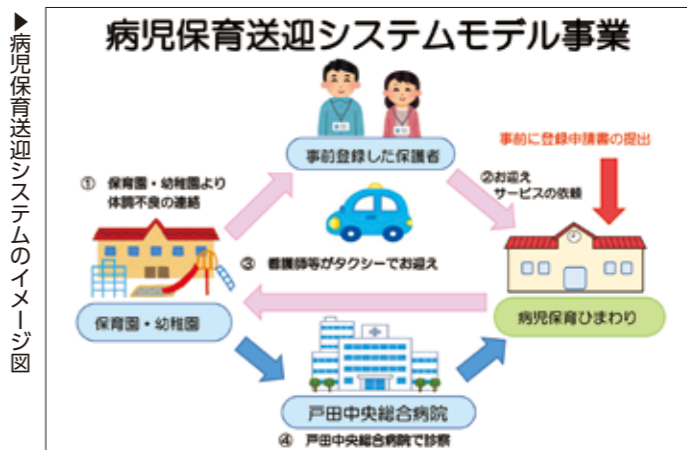 ▶病児保育送迎システムのイメージ図
病児保育送迎システムモデル事業
事前登録した保護者
事前に登録申請書の提出
① 保育園・幼稚園より
体調不良の連絡
②お迎え
サービスの依頼
③ 看護師等がタクシーでお迎え
保育園・幼稚園
病児保育ひまわり
戸田中央総合病院
④ 戸田中央総合病院で診察